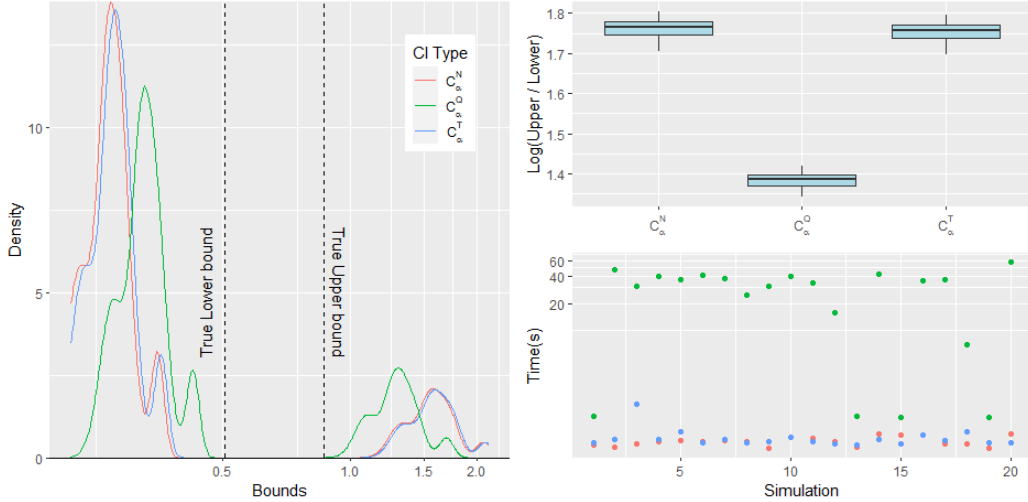 Density
10
5
0
0.5
1.0
1.5
2.0
Bounds
True Lower bound
True Upper bound
CI Type
C_α^N
C_α^Q
C_α^T
Log(Upper / Lower)
1.8
1.7
1.6
1.5
1.4
C_α^N
C_α^Q
C_α^T
Time(s)
60
40
20
5
10
15
20
Simulation